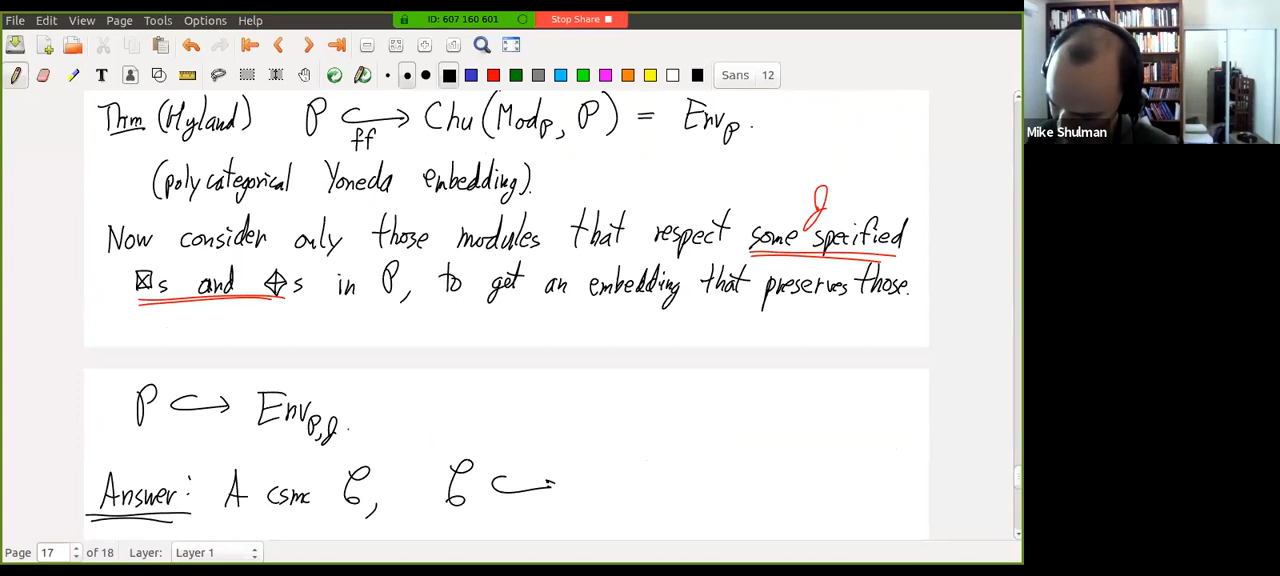 File Edit View Page Tools Options Help
ID: 607 160 601 Stop Share
T Sans 12
Thm (Hyland) P ↪ Chu(Mod_P, P) = Env_P.
ff
(polycategorical Yoneda embedding).
J
Now consider only those modules that respect some specified
⊠s and s in P, to get an embedding that preserves those.
P ↪ Env_P,J.
Answer: A csmc C, C ↪
Page 17 of 18 Layer: Layer 1
Mike Shulman